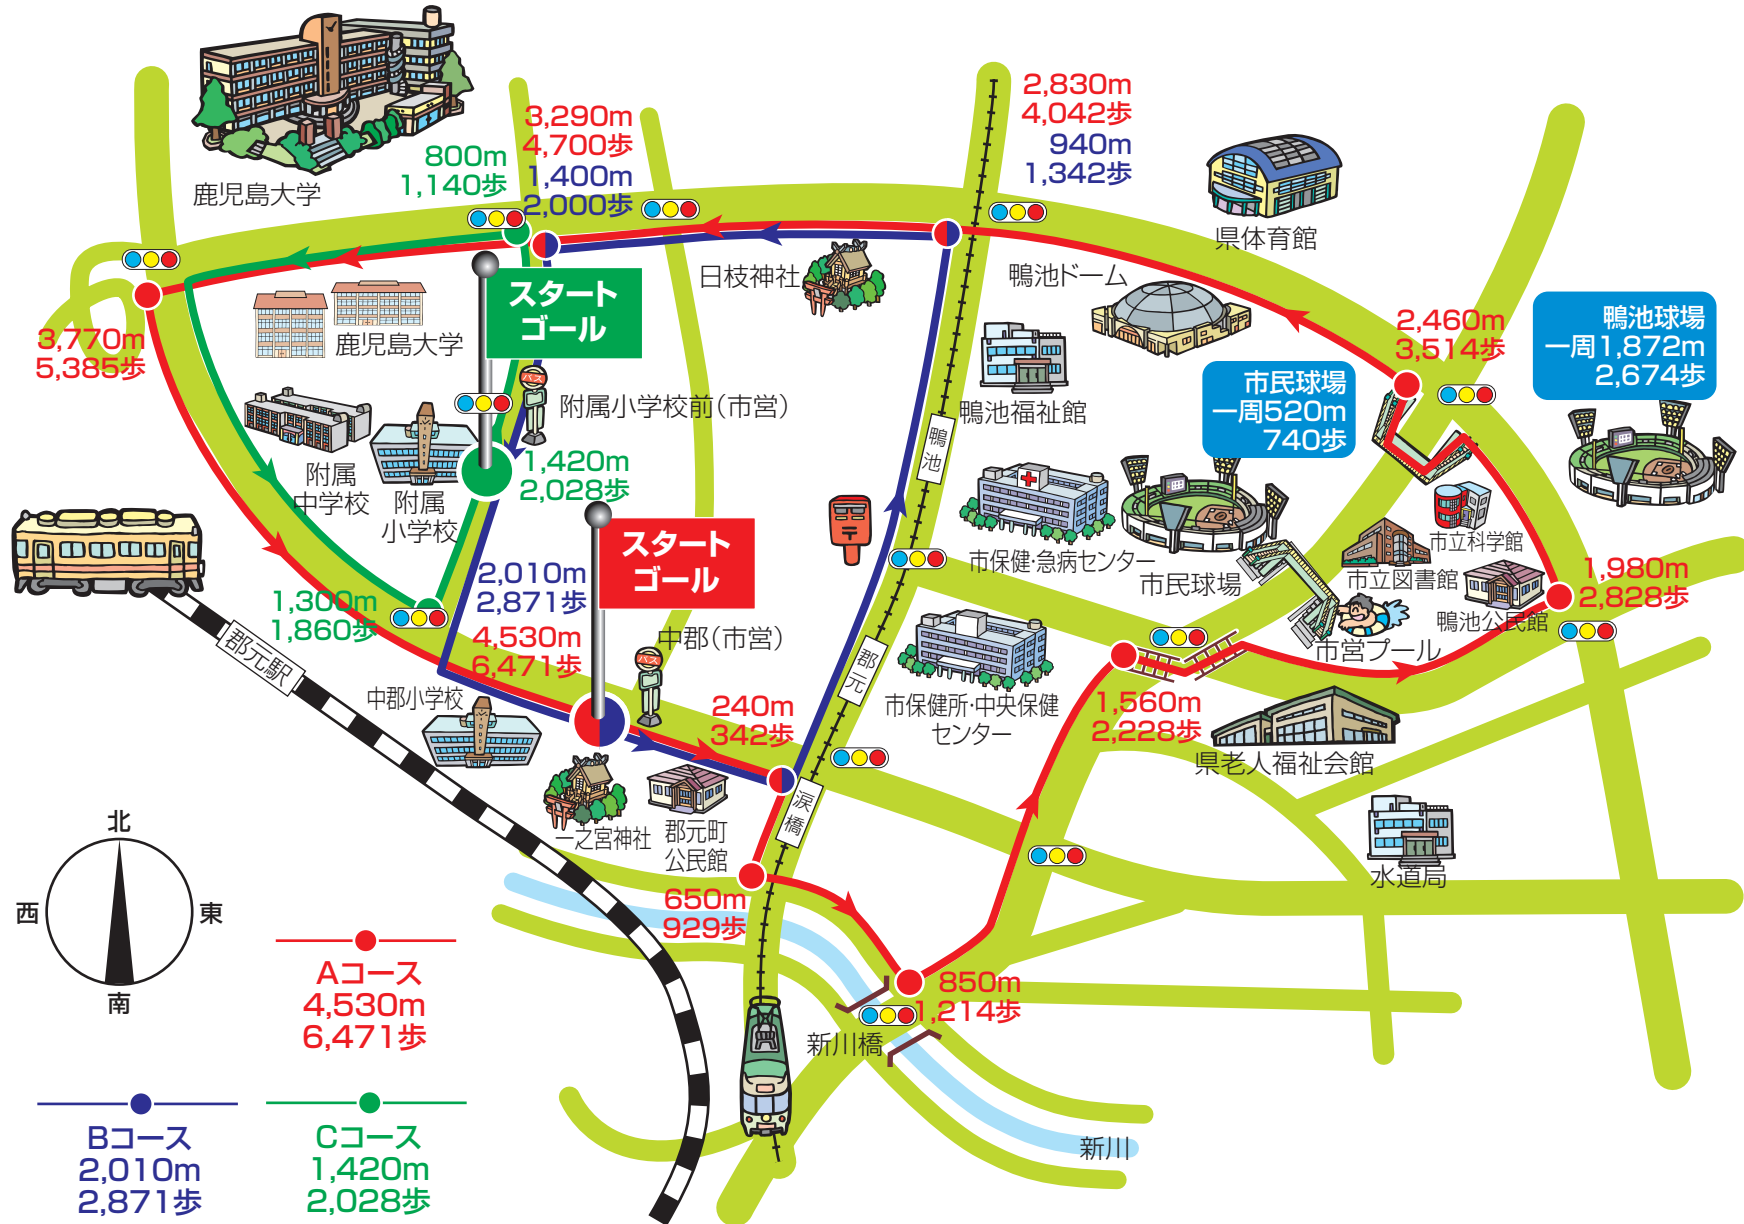 3,290m
4,700歩
1,400m
2,000歩
2,830m
4,042歩
940m
1,342歩
800m
1,140歩
鹿児島大学
県体育館
日枝神社
鴨池ドーム
スタート
ゴール
3,770m
5,385歩
鹿児島大学
2,460m
3,514歩
鴨池球場
一周1,872m
2,674歩
市民球場
一周520m
740歩
バス
附属小学校前(市営)
鴨池福祉館
鴨池
附属
中学校
附属
小学校
1,420m
2,028歩
スタート
ゴール
市保健・急病センター
市民球場
市立科学館
市立図書館
鴨池公民館
1,980m
2,828歩
2,010m
2,871歩
1,300m
1,860歩
4,530m
6,471歩
中郡(市営)
バス
市営プール
郡元駅
郡元
中郡小学校
240m
342歩
市保健所・中央保健
センター
1,560m
2,228歩
県老人福祉会館
涙橋
一之宮神社
郡元町
公民館
水道局
650m
929歩
850m
1,214歩
新川橋
新川
北
西
東
南
Aコース
4,530m
6,471歩
Bコース
2,010m
2,871歩
Cコース
1,420m
2,028歩